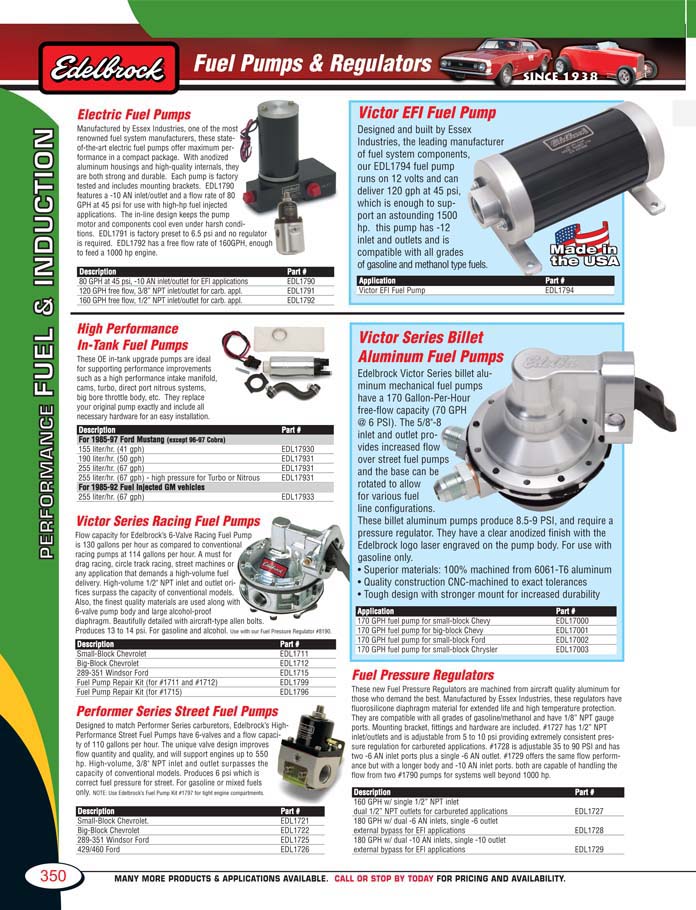 Edelbrock
Fuel Pumps & Regulators
SINCE 1938
PERFORMANCE FUEL & INDUCTION
Electric Fuel Pumps
Manufactured by Essex Industries, one of the most
renowned fuel system manufacturers, these state-
of-the-art electric fuel pumps offer maximum per-
formance in a compact package. With anodized
aluminum housings and high-quality internals, they
are both strong and durable. Each pump is factory
tested and includes mounting brackets. EDL1790
features a -10 AN inlet/outlet and a flow rate of 80
GPH at 45 psi for use with high-hp fuel injected
applications. The in-line design keeps the pump
motor and components cool even under harsh condi-
tions. EDL1791 is factory preset to 6.5 psi and no regulator
is required. EDL1792 has a free flow rate of 160GPH, enough
to feed a 1000 hp engine.
Description Part #
80 GPH at 45 psi, -10 AN inlet/outlet for EFI applications EDL1790
120 GPH free flow, 3/8" NPT inlet/outlet for carb. appl. EDL1791
160 GPH free flow, 1/2" NPT inlet/outlet for carb. appl. EDL1792
Victor EFI Fuel Pump
Designed and built by Essex
Industries, the leading manufacturer
of fuel system components,
our EDL1794 fuel pump
runs on 12 volts and can
deliver 120 gph at 45 psi,
which is enough to sup-
port an astounding 1500
hp. this pump has -12
inlet and outlets and is
compatible with all grades
of gasoline and methanol type fuels.
Edelbrock
Made in
the USA
Application Part #
Victor EFI Fuel Pump EDL1794
High Performance
In-Tank Fuel Pumps
These OE in-tank upgrade pumps are ideal
for supporting performance improvements
such as a high performance intake manifold,
cams, turbo, direct port nitrous systems,
big bore throttle body, etc. They replace
your original pump exactly and include all
necessary hardware for an easy installation.
Description Part #
For 1985-97 Ford Mustang (except 96-97 Cobra)
155 liter/hr. (41 gph) EDL17930
190 liter/hr. (50 gph) EDL17931
255 liter/hr. (67 gph) EDL17931
255 liter/hr. (67 gph) - high pressure for Turbo or Nitrous EDL17931
For 1985-92 Fuel Injected GM vehicles
255 liter/hr. (67 gph) EDL17933
Victor Series Billet
Aluminum Fuel Pumps
Edelbrock Victor Series billet alu-
minum mechanical fuel pumps
have a 170 Gallon-Per-Hour
free-flow capacity (70 GPH
@ 6 PSI). The 5/8"-8
inlet and outlet pro-
vides increased flow
over street fuel pumps
and the base can be
rotated to allow
for various fuel
line configurations.
These billet aluminum pumps produce 8.5-9 PSI, and require a
pressure regulator. They have a clear anodized finish with the
Edelbrock logo laser engraved on the pump body. For use with
gasoline only.
• Superior materials: 100% machined from 6061-T6 aluminum
• Quality construction CNC-machined to exact tolerances
• Tough design with stronger mount for increased durability
Edelbrock
Application Part #
170 GPH fuel pump for small-block Chevy EDL17000
170 GPH fuel pump for big-block Chevy EDL17001
170 GPH fuel pump for small-block Ford EDL17002
170 GPH fuel pump for small-block Chrysler EDL17003
Victor Series Racing Fuel Pumps
Flow capacity for Edelbrock's 6-Valve Racing Fuel Pump
is 130 gallons per hour as compared to conventional
racing pumps at 114 gallons per hour. A must for
drag racing, circle track racing, street machines or
any application that demands a high-volume fuel
delivery. High-volume 1/2" NPT inlet and outlet ori-
fices surpass the capacity of conventional models.
Also, the finest quality materials are used along with
6-valve pump body and large alcohol-proof
diaphragm. Beautifully detailed with aircraft-type allen bolts.
Produces 13 to 14 psi. For gasoline and alcohol. Use with our Fuel Pressure Regulator #8190.
Edelbrock
Description Part #
Small-Block Chevrolet EDL1711
Big-Block Chevrolet EDL1712
289-351 Windsor Ford EDL1715
Fuel Pump Repair Kit (for #1711 and #1712) EDL1799
Fuel Pump Repair Kit (for #1715) EDL1796
Performer Series Street Fuel Pumps
Designed to match Performer Series carburetors, Edelbrock's High-
Performance Street Fuel Pumps have 6-valves and a flow capaci-
ty of 110 gallons per hour. The unique valve design improves
flow quantity and quality, and will support engines up to 550
hp. High-volume, 3/8" NPT inlet and outlet surpasses the
capacity of conventional models. Produces 6 psi which is
correct fuel pressure for street. For gasoline or mixed fuels
only. NOTE: Use Edelbrock's Fuel Pump Kit #1797 for tight engine compartments.
Description Part #
Small-Block Chevrolet. EDL1721
Big-Block Chevrolet EDL1722
289-351 Windsor Ford EDL1725
429/460 Ford EDL1726
Fuel Pressure Regulators
These new Fuel Pressure Regulators are machined from aircraft quality aluminum for
those who demand the best. Manufactured by Essex Industries, these regulators have
fluorosilicone diaphragm material for extended life and high temperature protection.
They are compatible with all grades of gasoline/methanol and have 1/8" NPT gauge
ports. Mounting bracket, fittings and hardware are included. #1727 has 1/2" NPT
inlet/outlets and is adjustable from 5 to 10 psi providing extremely consistent pres-
sure regulation for carbureted applications. #1728 is adjustable 35 to 90 PSI and has
two -6 AN inlet ports plus a single -6 AN outlet. #1729 offers the same flow perform-
ance but with a longer body and -10 AN inlet ports. both are capable of handling the
flow from two #1790 pumps for systems well beyond 1000 hp.
Description Part #
160 GPH w/ single 1/2" NPT inlet
dual 1/2" NPT outlets for carbureted applications EDL1727
180 GPH w/ dual -6 AN inlets, single -6 outlet
external bypass for EFI applications EDL1728
180 GPH w/ dual -10 AN inlets, single -10 outlet
external bypass for EFI applications EDL1729
350
MANY MORE PRODUCTS & APPLICATIONS AVAILABLE. CALL OR STOP BY TODAY FOR PRICING AND AVAILABILITY.